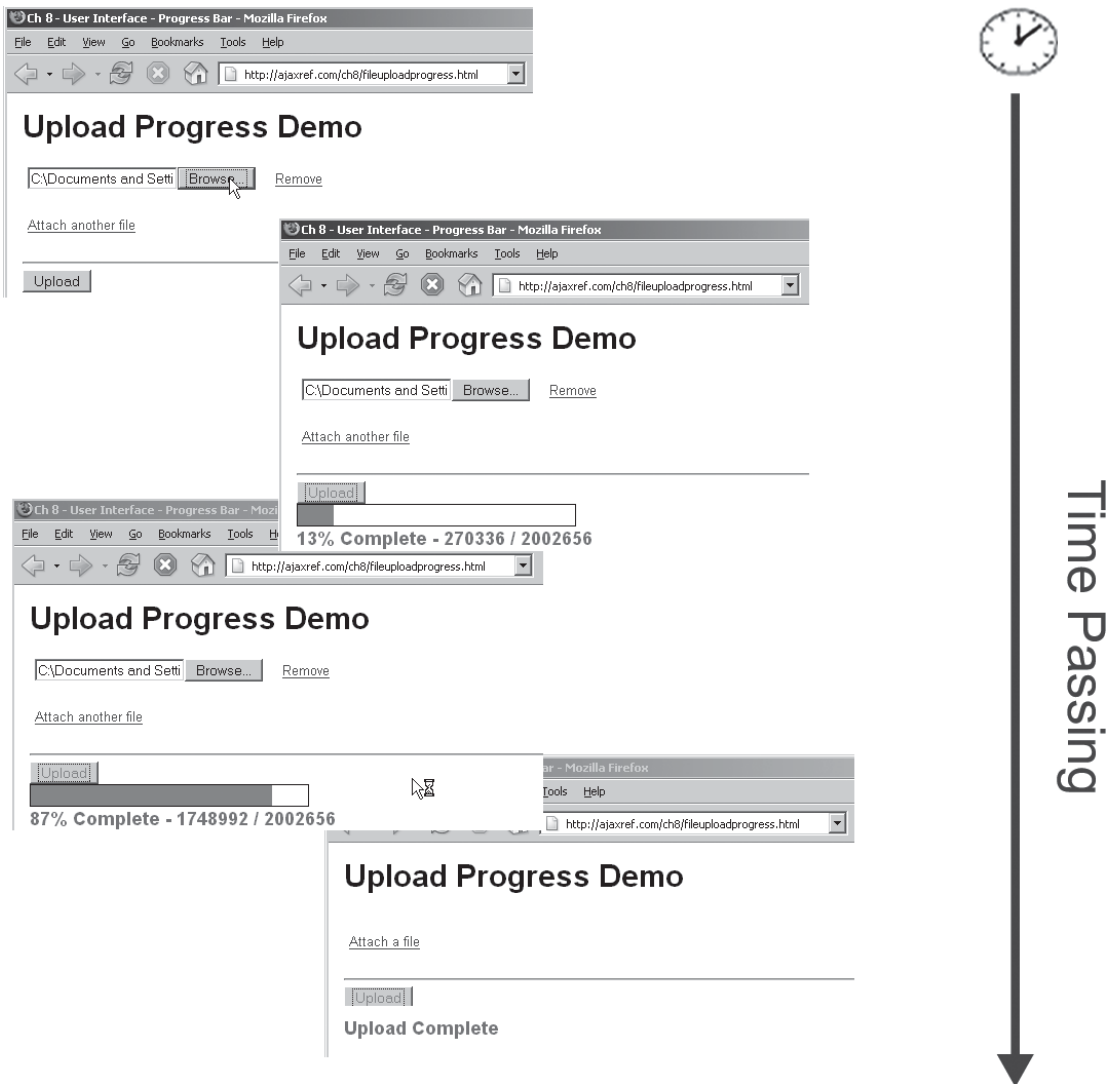 Ch 8 - User Interface - Progress Bar - Mozilla Firefox
File Edit View Go Bookmarks Tools Help
http://ajaxref.com/ch8/fileuploadprogress.html
Upload Progress Demo
C:\Documents and Setti Browse... Remove
Attach another file
Upload
Ch 8 - User Interface - Progress Bar - Mozilla Firefox
File Edit View Go Bookmarks Tools Help
http://ajaxref.com/ch8/fileuploadprogress.html
Upload Progress Demo
C:\Documents and Setti Browse... Remove
Attach another file
Upload
13% Complete - 270336 / 2002656
Ch 8 - User Interface - Progress Bar - Mozi
File Edit View Go Bookmarks Tools H
http://ajaxref.com/ch8/fileuploadprogress.html
Upload Progress Demo
C:\Documents and Setti Browse... Remove
Attach another file
Upload
87% Complete - 1748992 / 2002656
ar - Mozilla Firefox
Tools Help
http://ajaxref.com/ch8/fileuploadprogress.html
Upload Progress Demo
Attach a file
Upload
Upload Complete
Time Passing